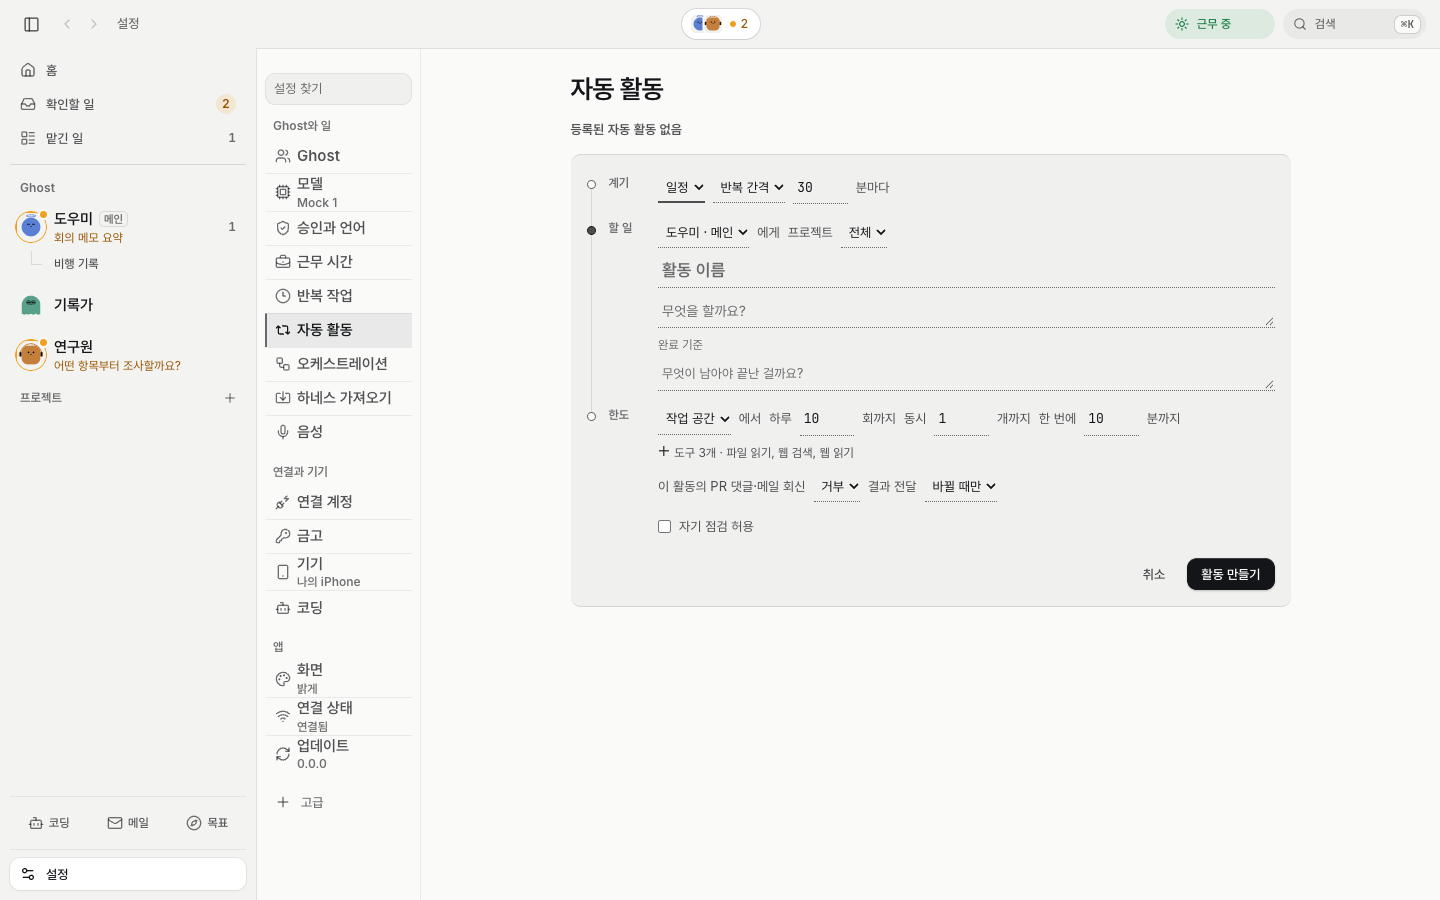 설정
2
근무 중
검색
⌘K
홈
확인할 일
2
맡긴 일
1
Ghost
도우미
메인
회의 메모 요약
1
비행 기록
기록가
연구원
어떤 항목부터 조사할까요?
프로젝트
코딩
메일
목표
설정
설정 찾기
Ghost와 일
Ghost
모델
Mock 1
승인과 언어
근무 시간
반복 작업
자동 활동
오케스트레이션
하네스 가져오기
음성
연결과 기기
연결 계정
금고
기기
나의 iPhone
코딩
앱
화면
밝게
연결 상태
연결됨
업데이트
0.0.0
고급
자동 활동
등록된 자동 활동 없음
계기
일정 반복 간격 30 분마다
할 일
도우미 · 메인 에게 프로젝트 전체
활동 이름
무엇을 할까요?
완료 기준
무엇이 남아야 끝난 걸까요?
한도
작업 공간 에서 하루 10 회까지 동시 1 개까지 한 번에 10 분까지
도구 3개 · 파일 읽기, 웹 검색, 웹 읽기
이 활동의 PR 댓글·메일 회신 거부 결과 전달 바뀔 때만
자기 점검 허용
취소
활동 만들기